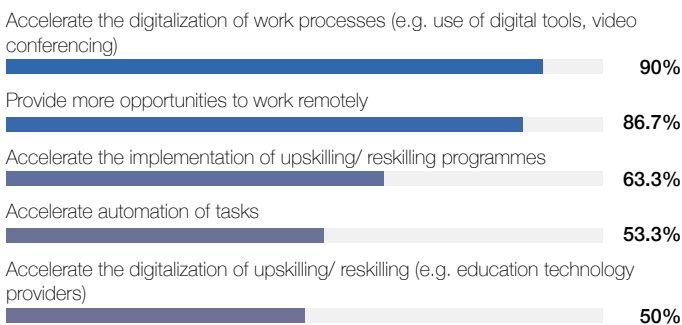 Accelerate the digitalization of work processes (e.g. use of digital tools, video
conferencing)
90%
Provide more opportunities to work remotely
86.7%
Accelerate the implementation of upskilling/ reskilling programmes
63.3%
Accelerate automation of tasks
53.3%
Accelerate the digitalization of upskilling/ reskilling (e.g. education technology
providers)
50%